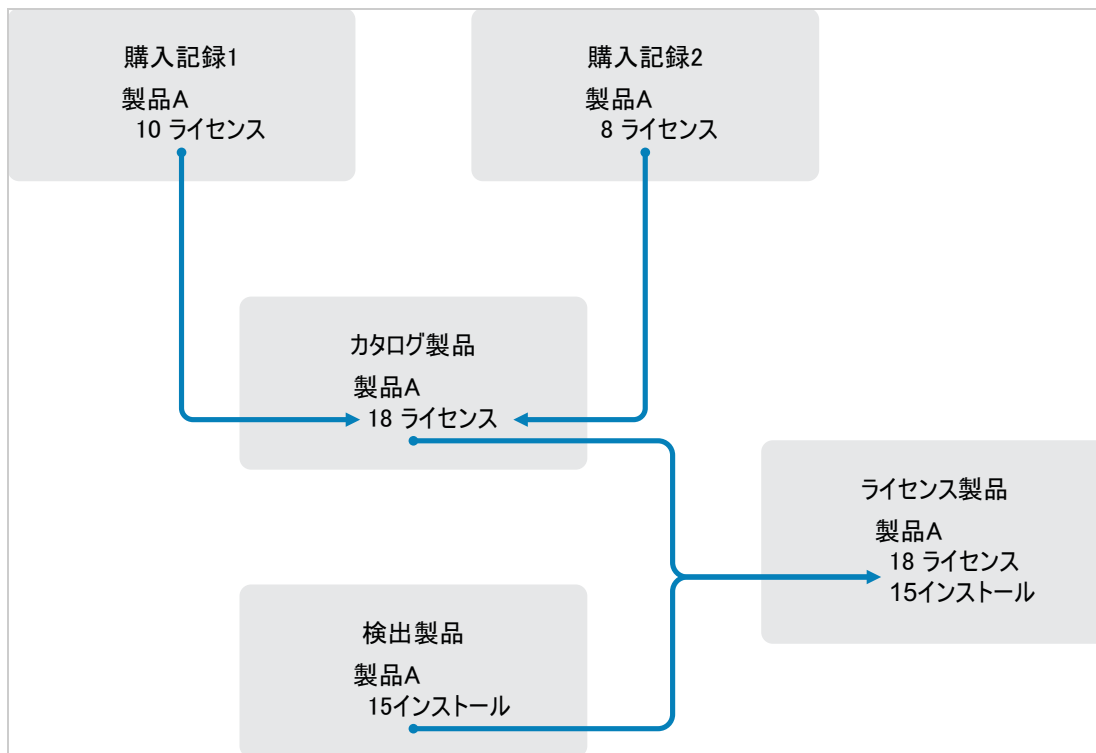 購入記録1
製品A
10 ライセンス
購入記録2
製品A
8 ライセンス
カタログ製品
製品A
18 ライセンス
ライセンス製品
製品A
18 ライセンス
15インストール
検出製品
製品A
15インストール